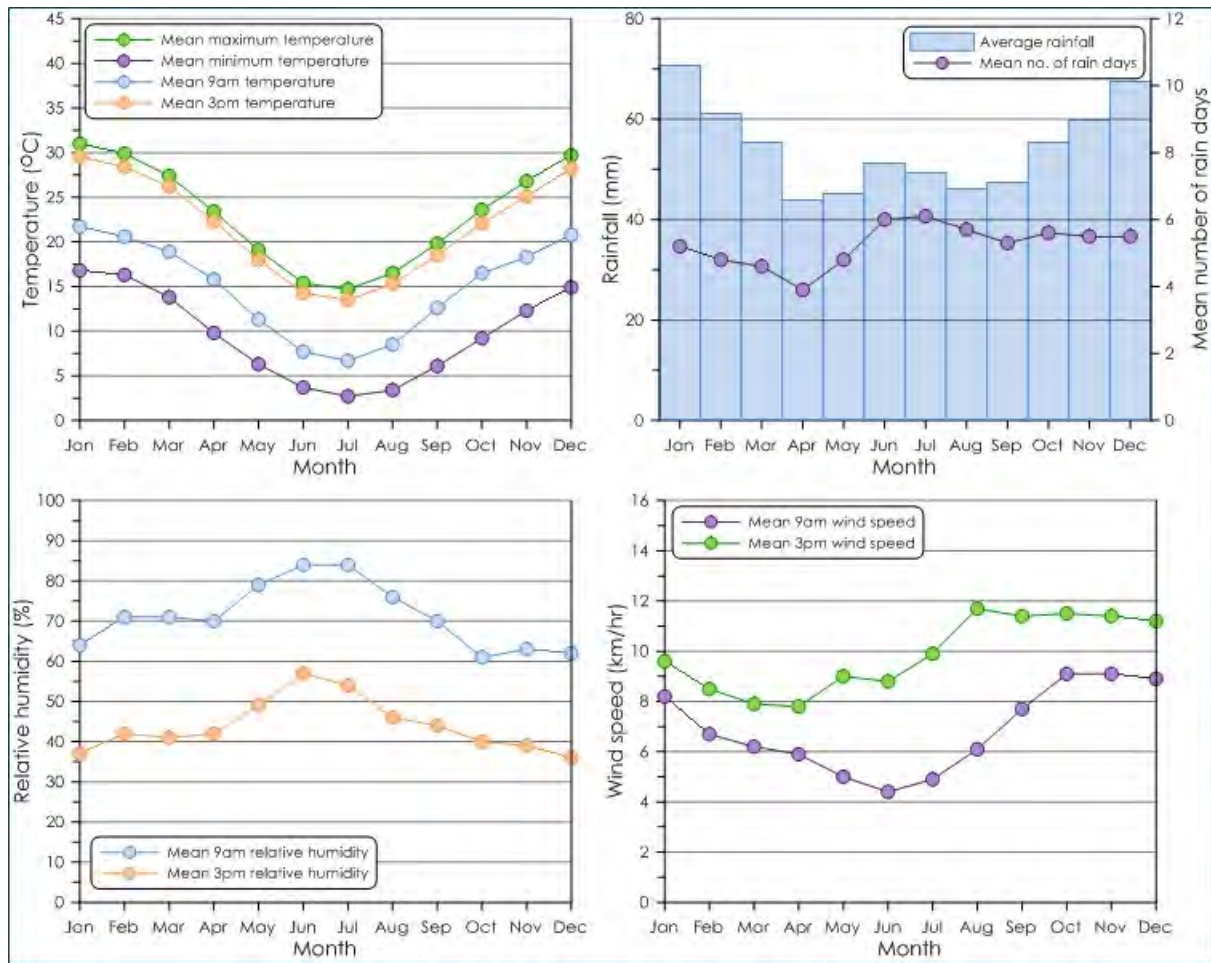 45
40
35
30
25
20
15
10
5
0
Temperature (ºC)
Mean maximum temperature
Mean minimum temperature
Mean 9am temperature
Mean 3pm temperature
Jan Feb Mar Apr May Jun Jul Aug Sep Oct Nov Dec
Month
80
60
40
20
0
Rainfall (mm)
Average rainfall
Mean no. of rain days
12
10
8
6
4
2
0
Mean number of rain days
Jan Feb Mar Apr May Jun Jul Aug Sep Oct Nov Dec
Month
100
90
80
70
60
50
40
30
20
10
0
Relative humidity (%)
Mean 9am relative humidity
Mean 3pm relative humidity
Jan Feb Mar Apr May Jun Jul Aug Sep Oct Nov Dec
Month
16
14
12
10
8
6
4
2
0
Wind speed (km/hr)
Mean 9am wind speed
Mean 3pm wind speed
Jan Feb Mar Apr May Jun Jul Aug Sep Oct Nov Dec
Month